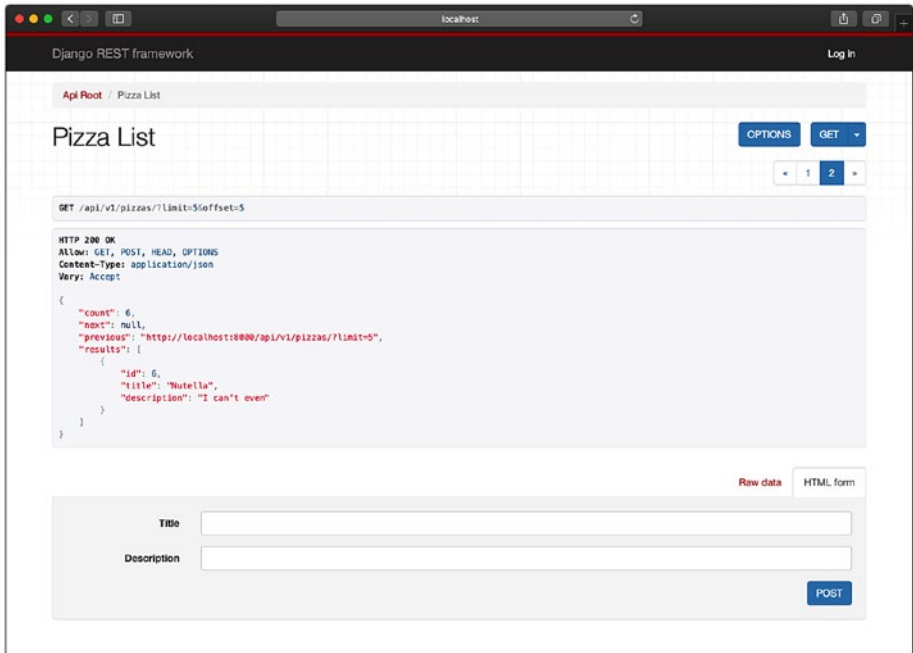 localhost
Django REST framework
Log in
Api Root / Pizza List
Pizza List
OPTIONS
GET
« 1 2 »
GET /api/v1/pizzas/?limit=5&offset=5
HTTP 200 OK
Allow: GET, POST, HEAD, OPTIONS
Content-Type: application/json
Vary: Accept
{
"count": 6,
"next": null,
"previous": "http://localhost:8000/api/v1/pizzas/?limit=5",
"results": [
{
"id": 6,
"title": "Nutella",
"description": "I can't even"
}
]
}
Raw data
HTML form
Title
Description
POST